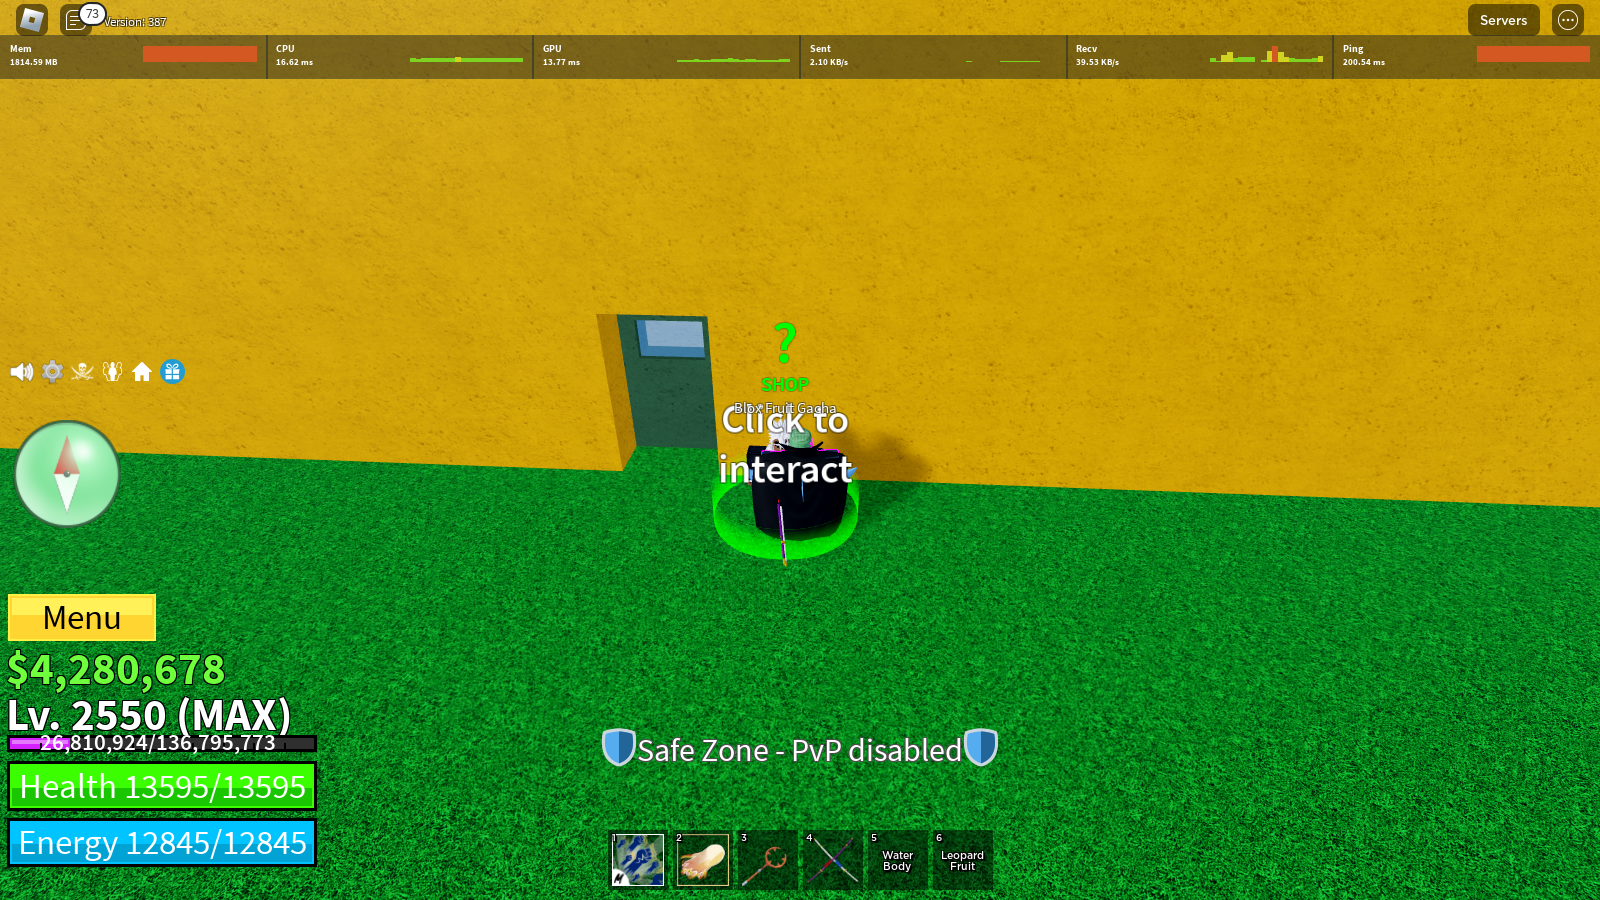 73
Version: 387
Servers
Mem
1814.59 MB
CPU
16.62 ms
GPU
13.77 ms
Sent
2.10 KB/s
Recv
39.53 KB/s
Ping
200.54 ms
?
SHOP
Blox Fruit Gacha
Click to
interact
Menu
$4,280,678
Lv. 2550 (MAX)
26,810,924/136,795,773
Health 13595/13595
Energy 12845/12845
Safe Zone - PvP disabled
1
2
3
4
5
Water
Body
6
Leopard
Fruit